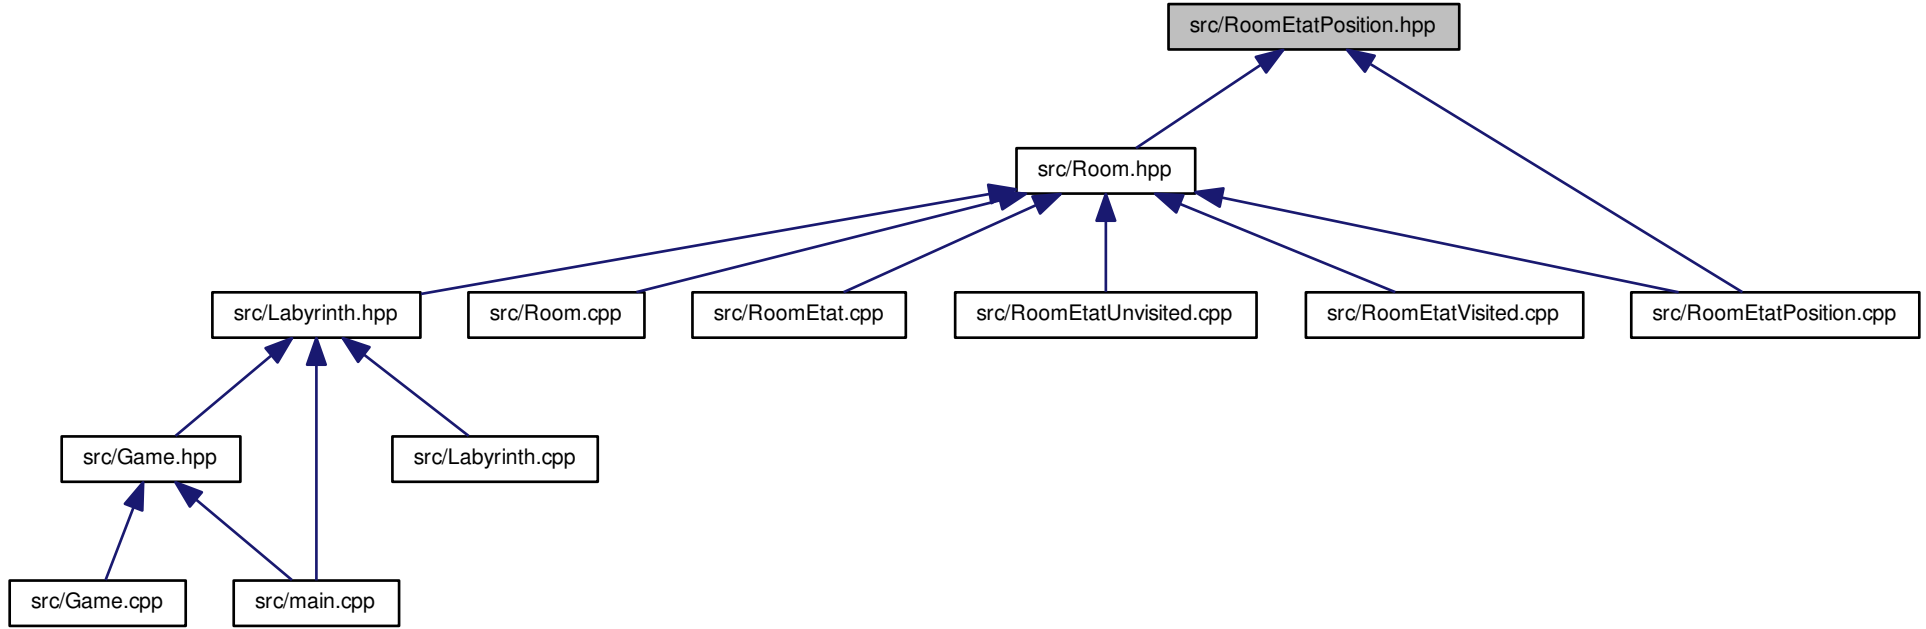 src/RoomEtatPosition.hpp
src/Room.hpp
src/Labyrinth.hpp
src/Room.cpp
src/RoomEtat.cpp
src/RoomEtatUnvisited.cpp
src/RoomEtatVisited.cpp
src/RoomEtatPosition.cpp
src/Game.hpp
src/Labyrinth.cpp
src/Game.cpp
src/main.cpp